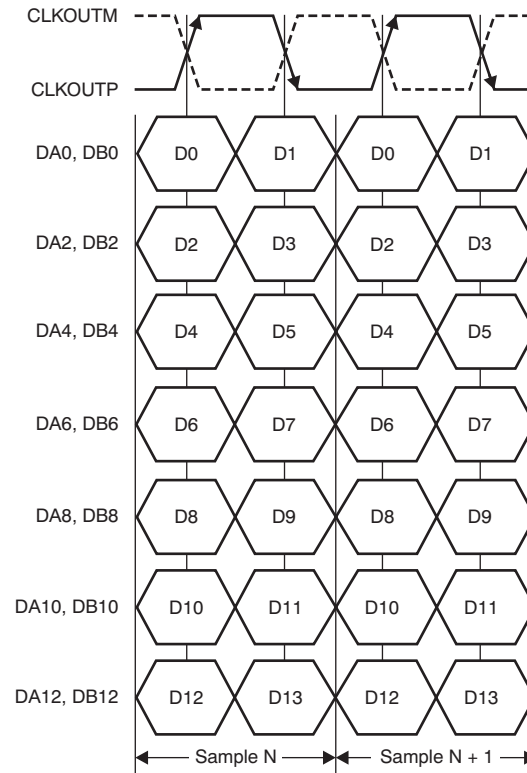 CLKOUTM
CLKOUTP
DA0, DB0 D0 D1 D0 D1
DA2, DB2 D2 D3 D2 D3
DA4, DB4 D4 D5 D4 D5
DA6, DB6 D6 D7 D6 D7
DA8, DB8 D8 D9 D8 D9
DA10, DB10 D10 D11 D10 D11
DA12, DB12 D12 D13 D12 D13
Sample N Sample N + 1